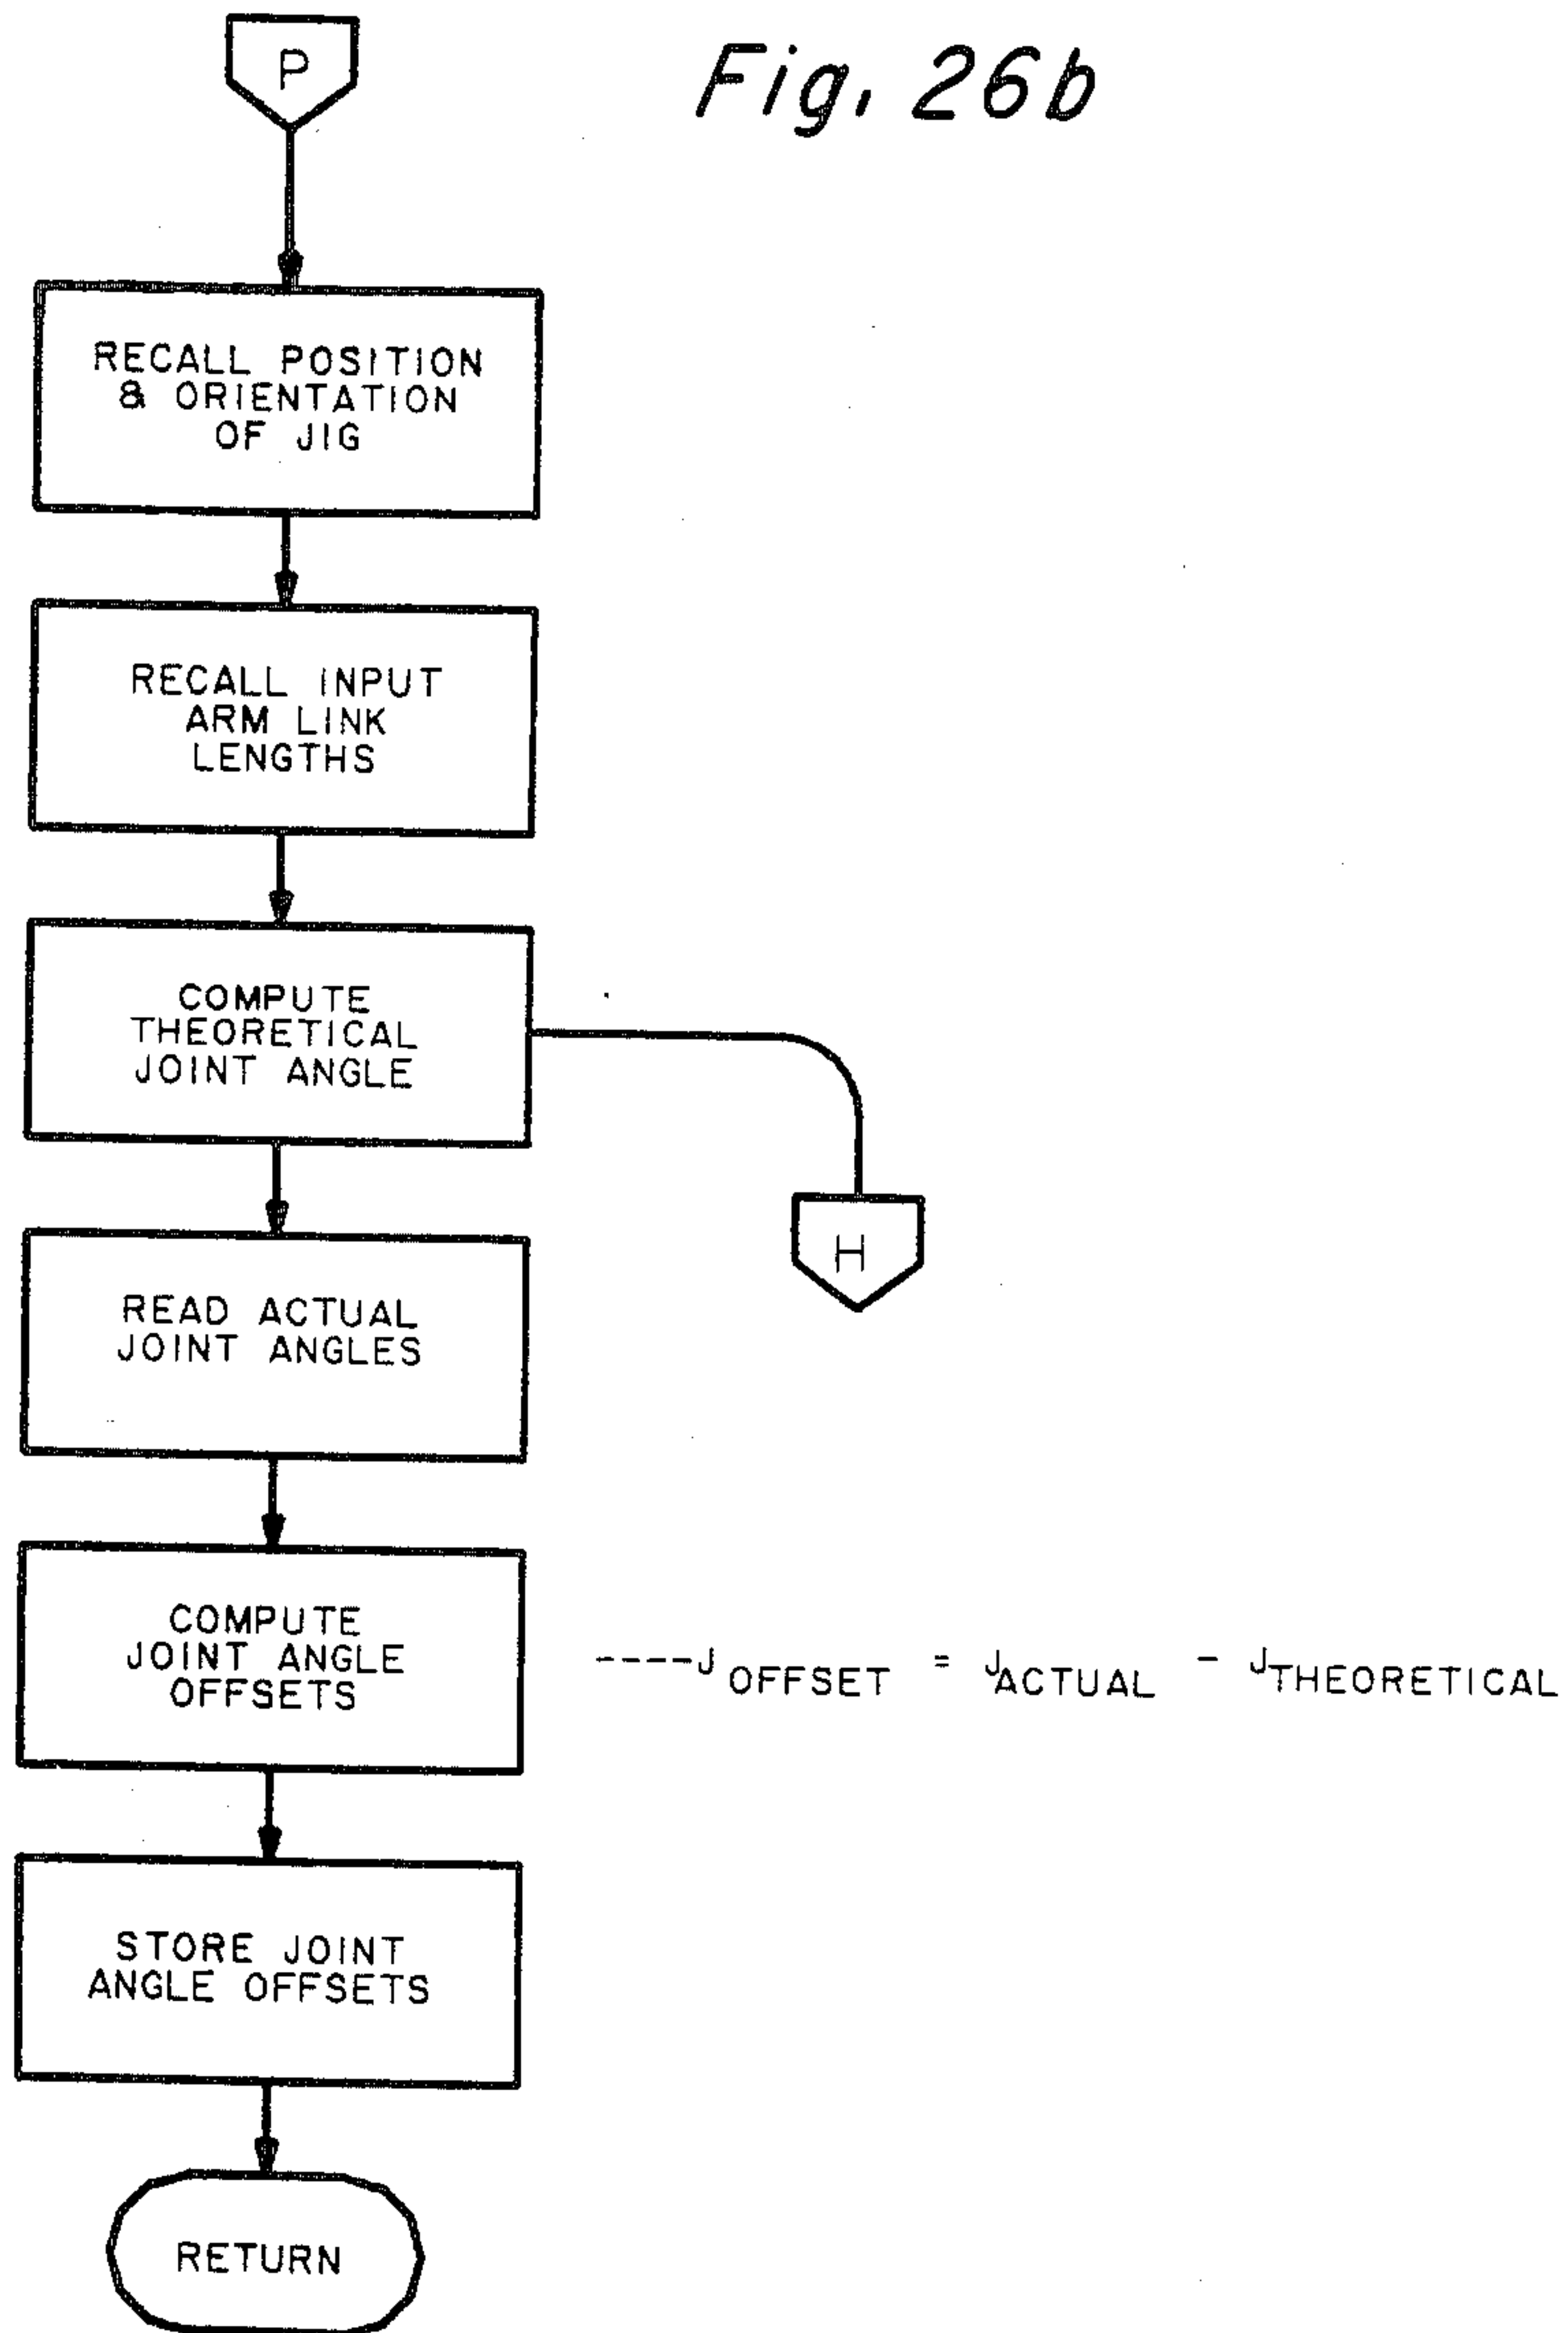 P
Fig. 26b
RECALL POSITION
& ORIENTATION
OF JIG
RECALL INPUT
ARM LINK
LENGTHS
COMPUTE
THEORETICAL
JOINT ANGLE
H
READ ACTUAL
JOINT ANGLES
COMPUTE
JOINT ANGLE
OFFSETS
----J OFFSET = JACTUAL - JTHEORETICAL
STORE JOINT
ANGLE OFFSETS
RETURN